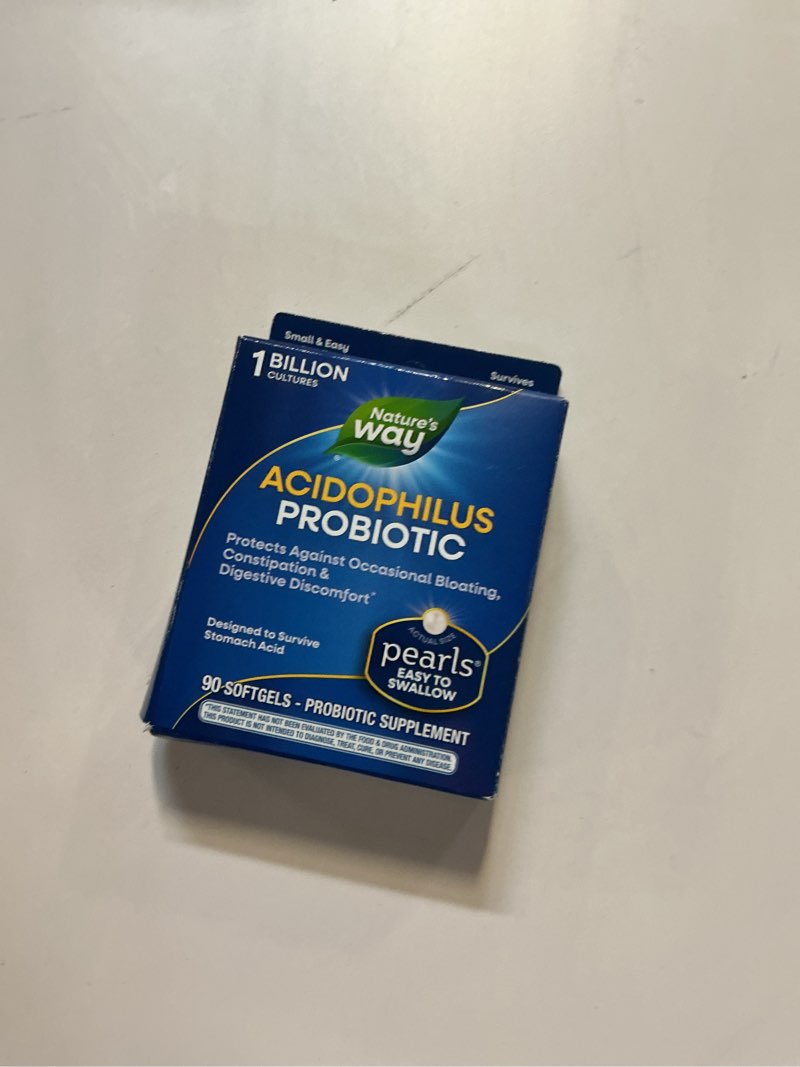 Small & Easy
Survives
1 BILLION
CULTURES
Nature's
way®
ACIDOPHILUS
PROBIOTIC
Protects Against Occasional Bloating,
Constipation &
Digestive Discomfort*
Designed to Survive
Stomach Acid
ACTUAL SIZE
pearls®
EASY TO
SWALLOW
90 SOFTGELS - PROBIOTIC SUPPLEMENT
*THIS STATEMENT HAS NOT BEEN EVALUATED BY THE FOOD & DRUG ADMINISTRATION.
THIS PRODUCT IS NOT INTENDED TO DIAGNOSE, TREAT, CURE, OR PREVENT ANY DISEASE.